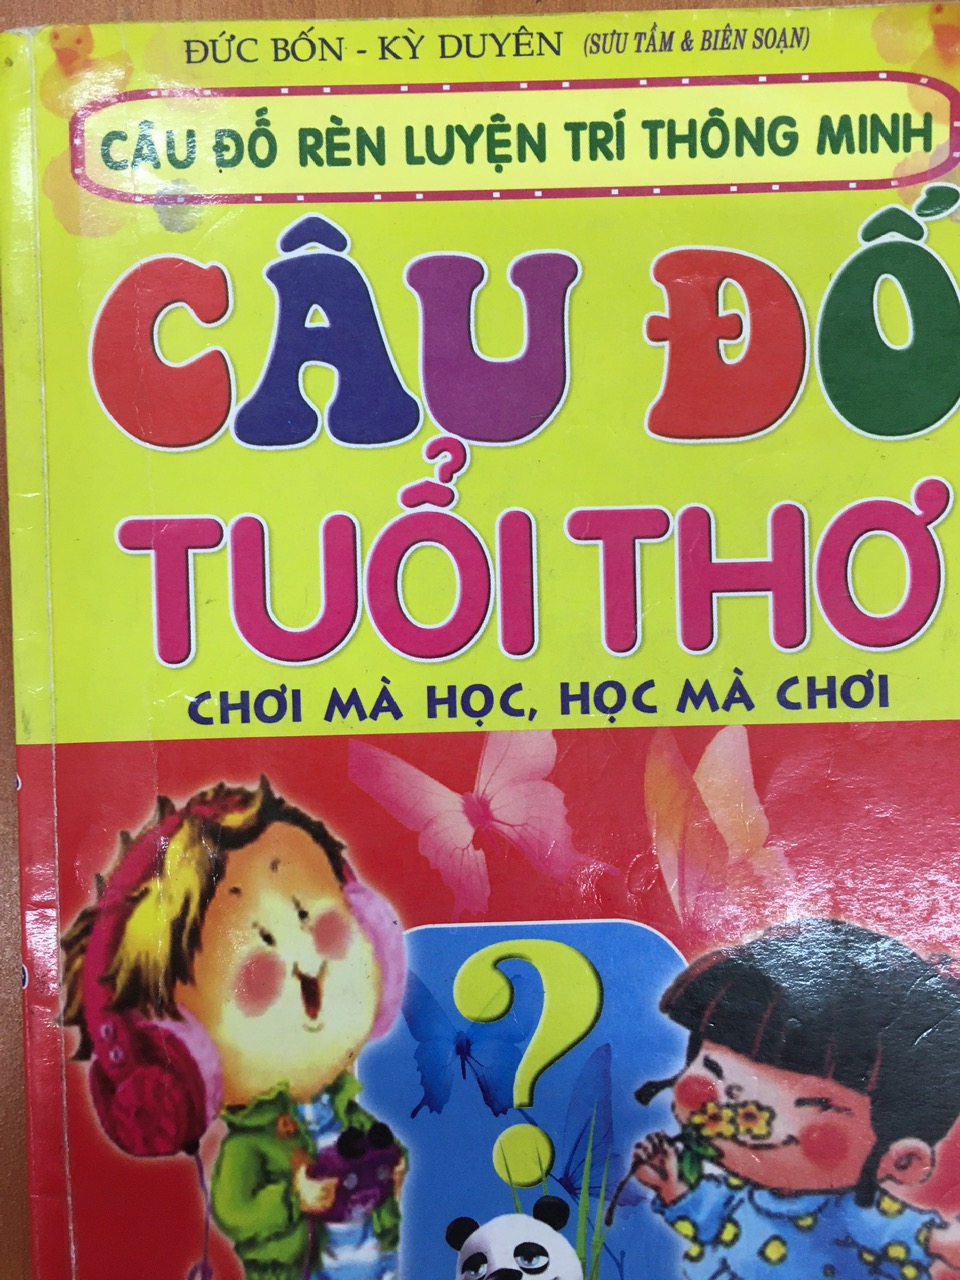 ĐỨC BỐN - KỲ DUYÊN (SƯU TẦM & BIÊN SOẠN)
CÂU ĐỐ RÈN LUYỆN TRÍ THÔNG MINH
CÂU ĐỐ
TUỔI THƠ
CHƠI MÀ HỌC, HỌC MÀ CHƠI
?